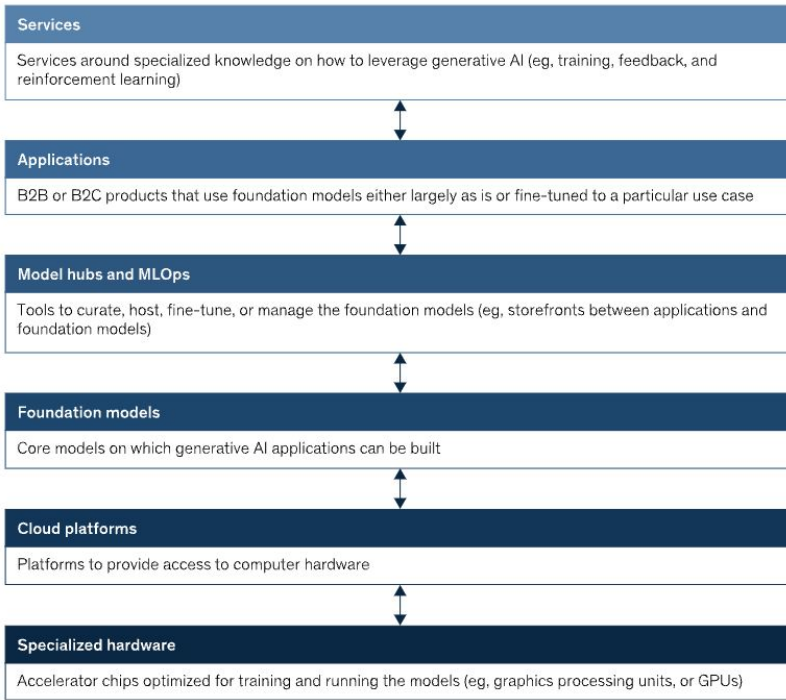 Services
Services around specialized knowledge on how to leverage generative AI (eg, training, feedback, and
reinforcement learning)
Applications
B2B or B2C products that use foundation models either largely as is or fine-tuned to a particular use case
Model hubs and MLOps
Tools to curate, host, fine-tune, or manage the foundation models (eg, storefronts between applications and
foundation models)
Foundation models
Core models on which generative AI applications can be built
Cloud platforms
Platforms to provide access to computer hardware
Specialized hardware
Accelerator chips optimized for training and running the models (eg, graphics processing units, or GPUs)